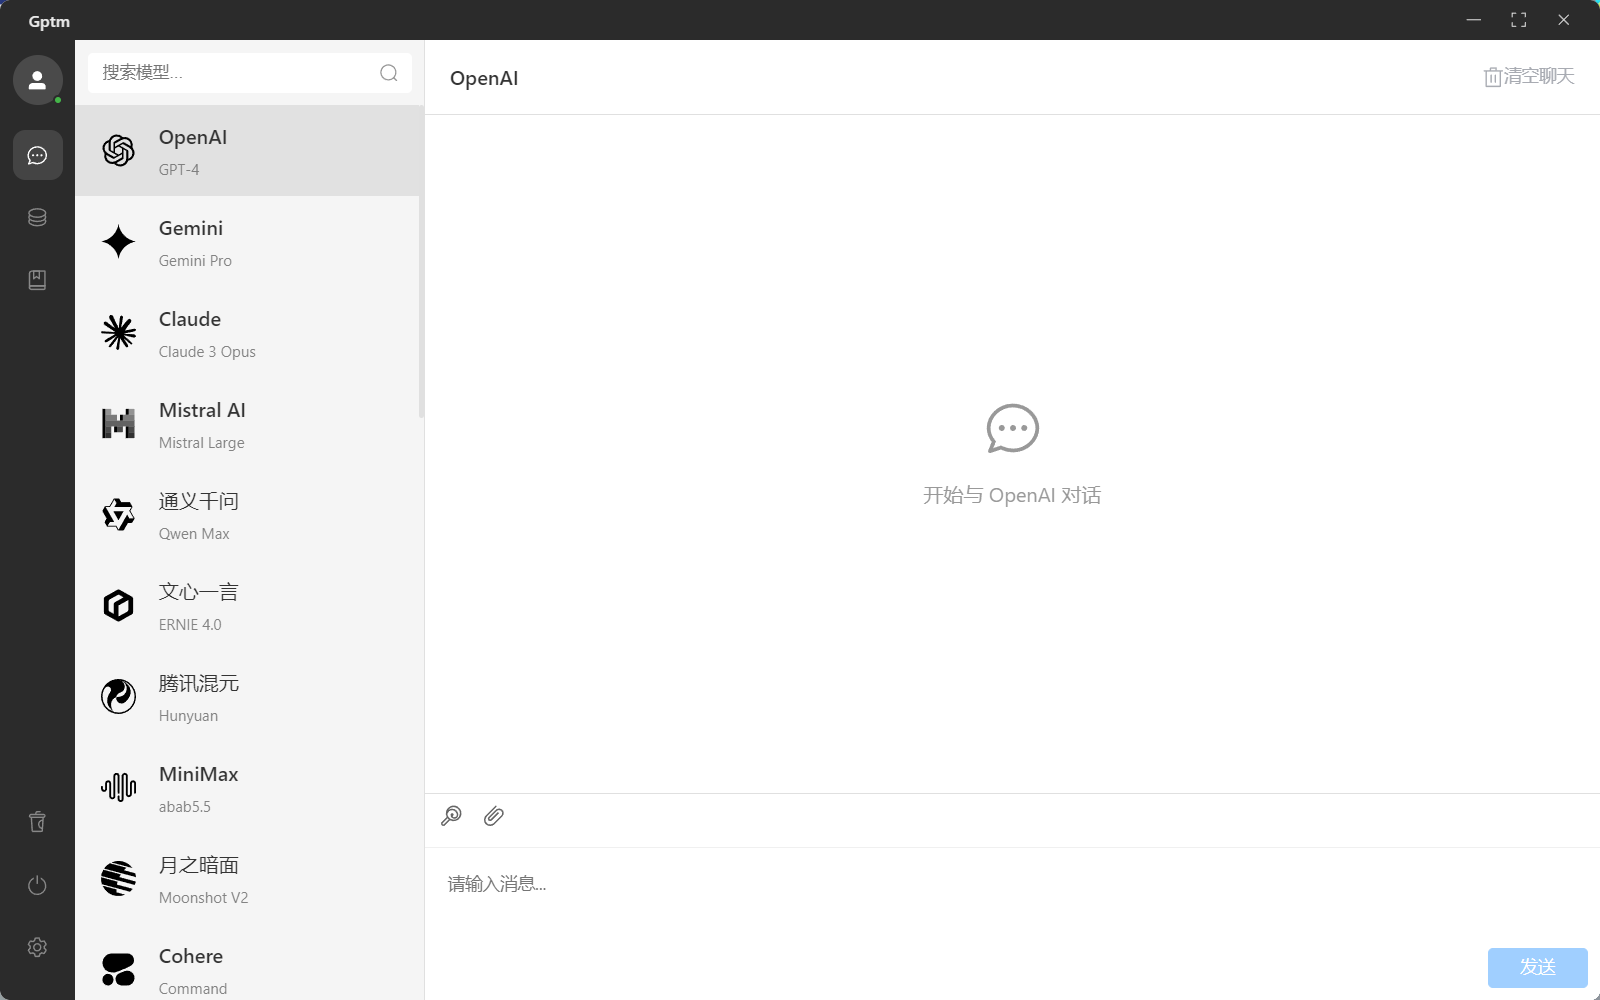 Gptm
搜索模型...
OpenAI
GPT-4
Gemini
Gemini Pro
Claude
Claude 3 Opus
Mistral AI
Mistral Large
通义千问
Qwen Max
文心一言
ERNIE 4.0
腾讯混元
Hunyuan
MiniMax
abab5.5
月之暗面
Moonshot V2
Cohere
Command
OpenAI
清空聊天
开始与 OpenAI 对话
请输入消息...
发送